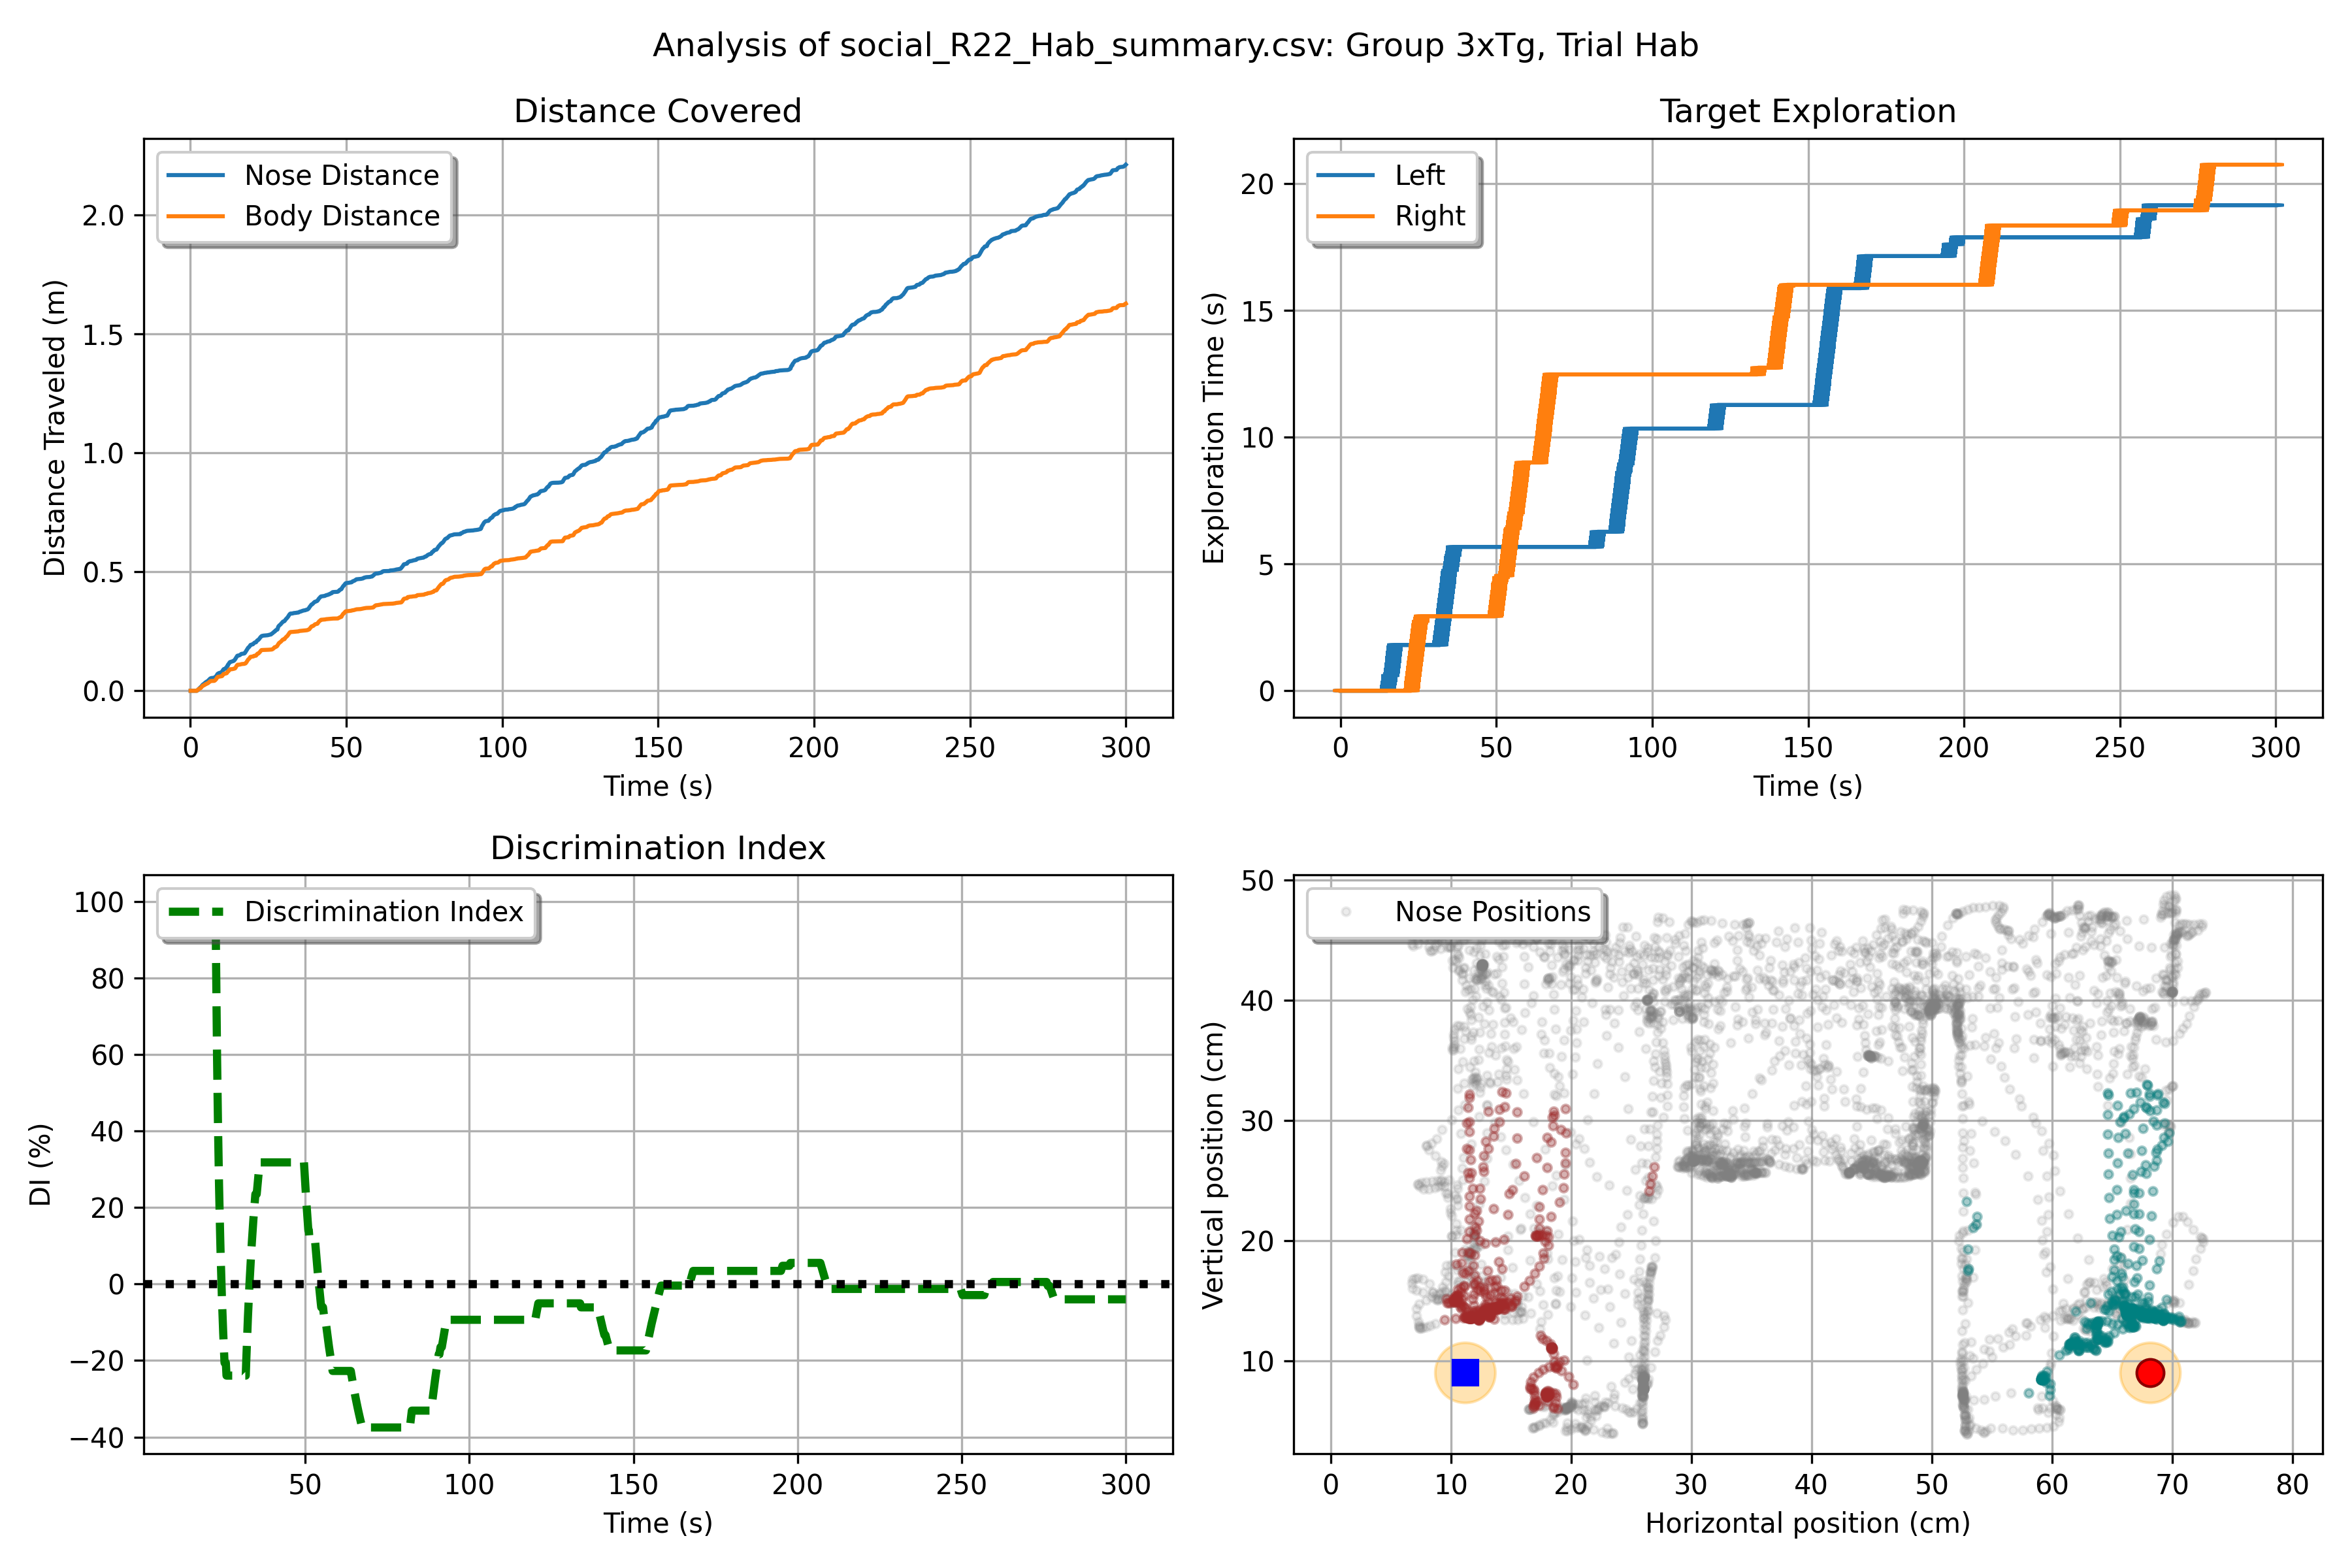 Analysis of social_R22_Hab_summary.csv: Group 3xTg, Trial Hab
Distance Covered
Nose Distance
Body Distance
Distance Traveled (m)
2.0
1.5
1.0
0.5
0.0
0 50 100 150 200 250 300
Time (s)
Target Exploration
Left
Right
Exploration Time (s)
20
15
10
5
0
0 50 100 150 200 250 300
Time (s)
Discrimination Index
Discrimination Index
DI (%)
100
80
60
40
20
0
−20
−40
50 100 150 200 250 300
Time (s)
Nose Positions
Vertical position (cm)
50
40
30
20
10
0 10 20 30 40 50 60 70 80
Horizontal position (cm)